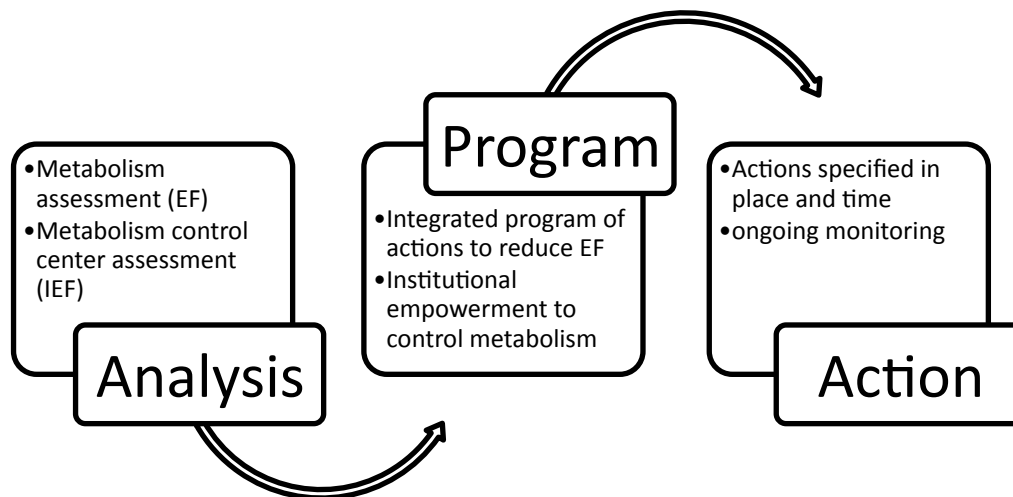 •Metabolism
assessment (EF)
•Metabolism control
center assessment
(IEF)
Analysis
Program
•Integrated program of
actions to reduce EF
•Institutional
empowerment to
control metabolism
•Actions specified in
place and time
•ongoing monitoring
Action